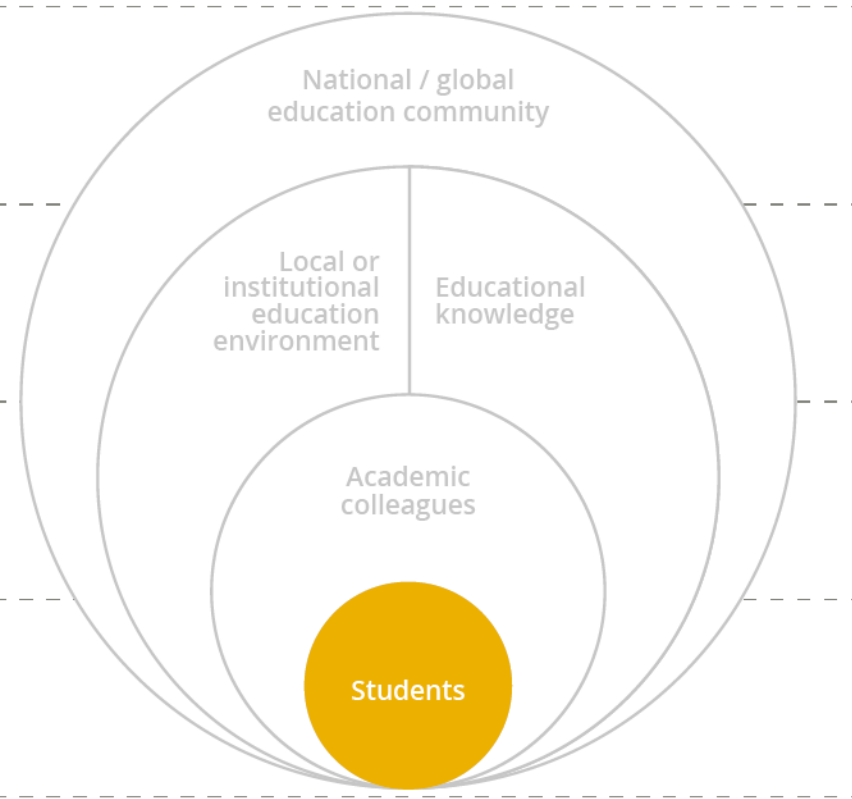 National / global
education community
Local or
institutional
education
environment
Educational
knowledge
Academic
colleagues
Students